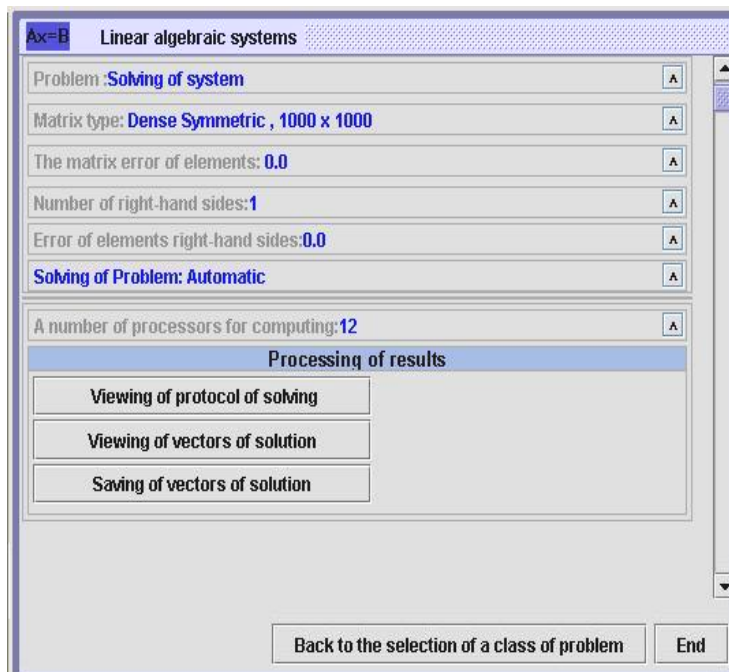 Ax=B Linear algebraic systems
Problem :Solving of system
Matrix type: Dense Symmetric , 1000 x 1000
The matrix error of elements: 0.0
Number of right-hand sides:1
Error of elements right-hand sides:0.0
Solving of Problem: Automatic
A number of processors for computing:12
Processing of results
Viewing of protocol of solving
Viewing of vectors of solution
Saving of vectors of solution
Back to the selection of a class of problem End